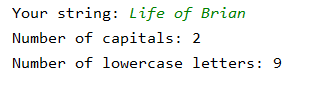 Your string: Life of Brian
Number of capitals: 2
Number of lowercase letters: 9